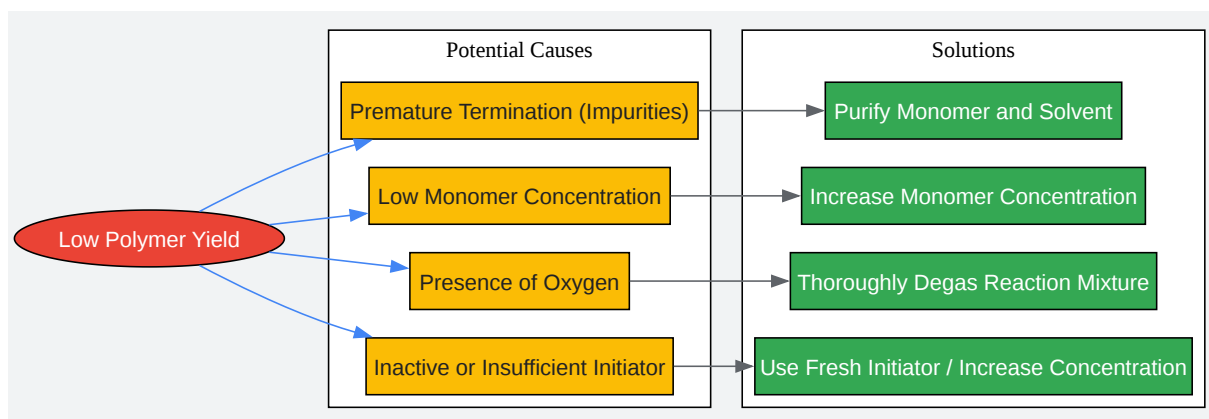 Potential Causes
Solutions
Premature Termination (Impurities)
Purify Monomer and Solvent
Low Monomer Concentration
Increase Monomer Concentration
Low Polymer Yield
Presence of Oxygen
Thoroughly Degas Reaction Mixture
Inactive or Insufficient Initiator
Use Fresh Initiator / Increase Concentration